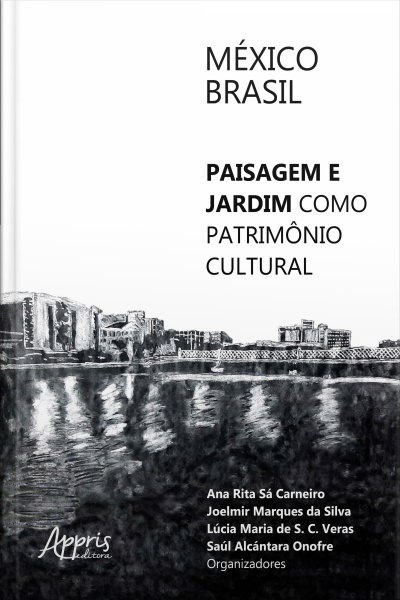 MÉXICO
BRASIL
PAISAGEM E
JARDIM COMO
PATRIMÔNIO
CULTURAL
Ana Rita Sá Carneiro
Joelmir Marques da Silva
Lúcia Maria de S. C. Veras
Saúl Alcántara Onofre
Organizadores
Appris
editora